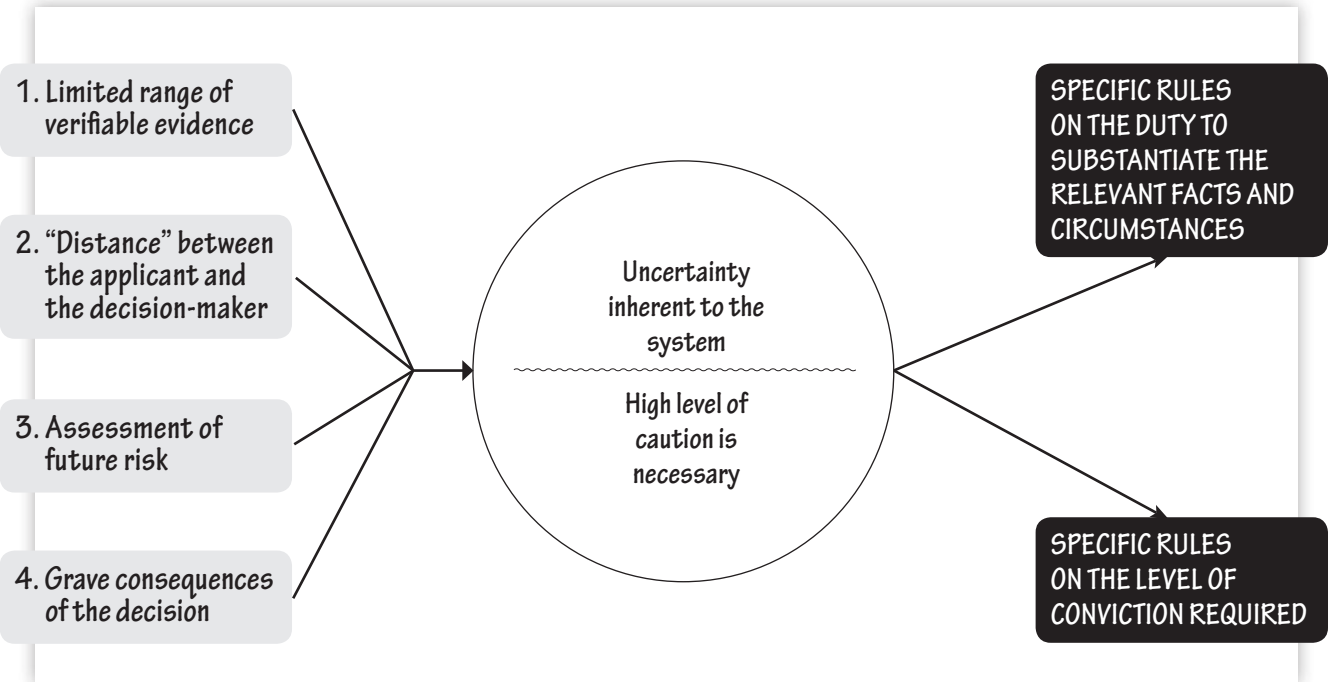 1. Limited range of
verifiable evidence
2. “Distance” between
the applicant and
the decision-maker
3. Assessment of
future risk
4. Grave consequences
of the decision
Uncertainty
inherent to the
system
High level of
caution is
necessary
SPECIFIC RULES
ON THE DUTY TO
SUBSTANTIATE THE
RELEVANT FACTS AND
CIRCUMSTANCES
SPECIFIC RULES
ON THE LEVEL OF
CONVICTION REQUIRED